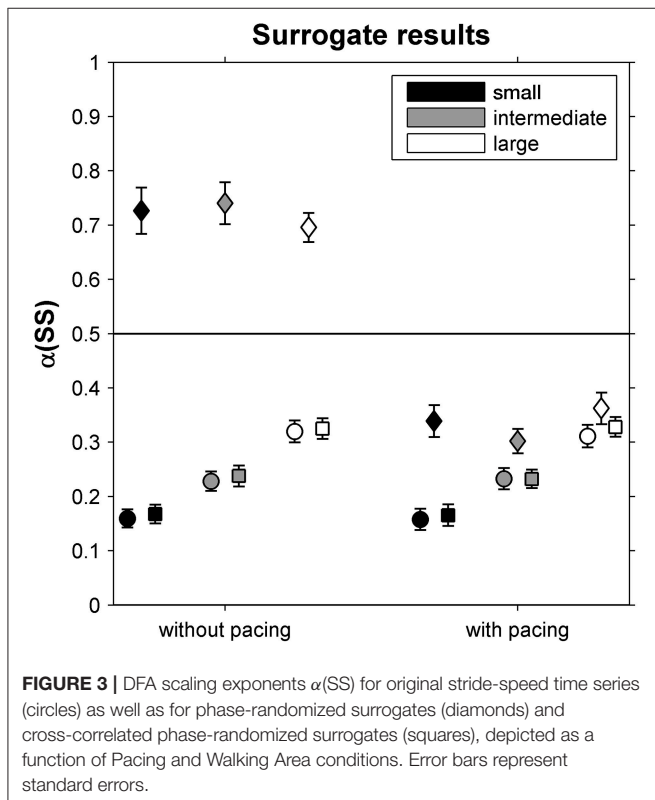 Surrogate results
1
0.9
0.8
0.7
0.6
0.5
0.4
0.3
0.2
0.1
0
α(SS)
small
intermediate
large
without pacing
with pacing
FIGURE 3 | DFA scaling exponents α(SS) for original stride-speed time series
(circles) as well as for phase-randomized surrogates (diamonds) and
cross-correlated phase-randomized surrogates (squares), depicted as a
function of Pacing and Walking Area conditions. Error bars represent
standard errors.